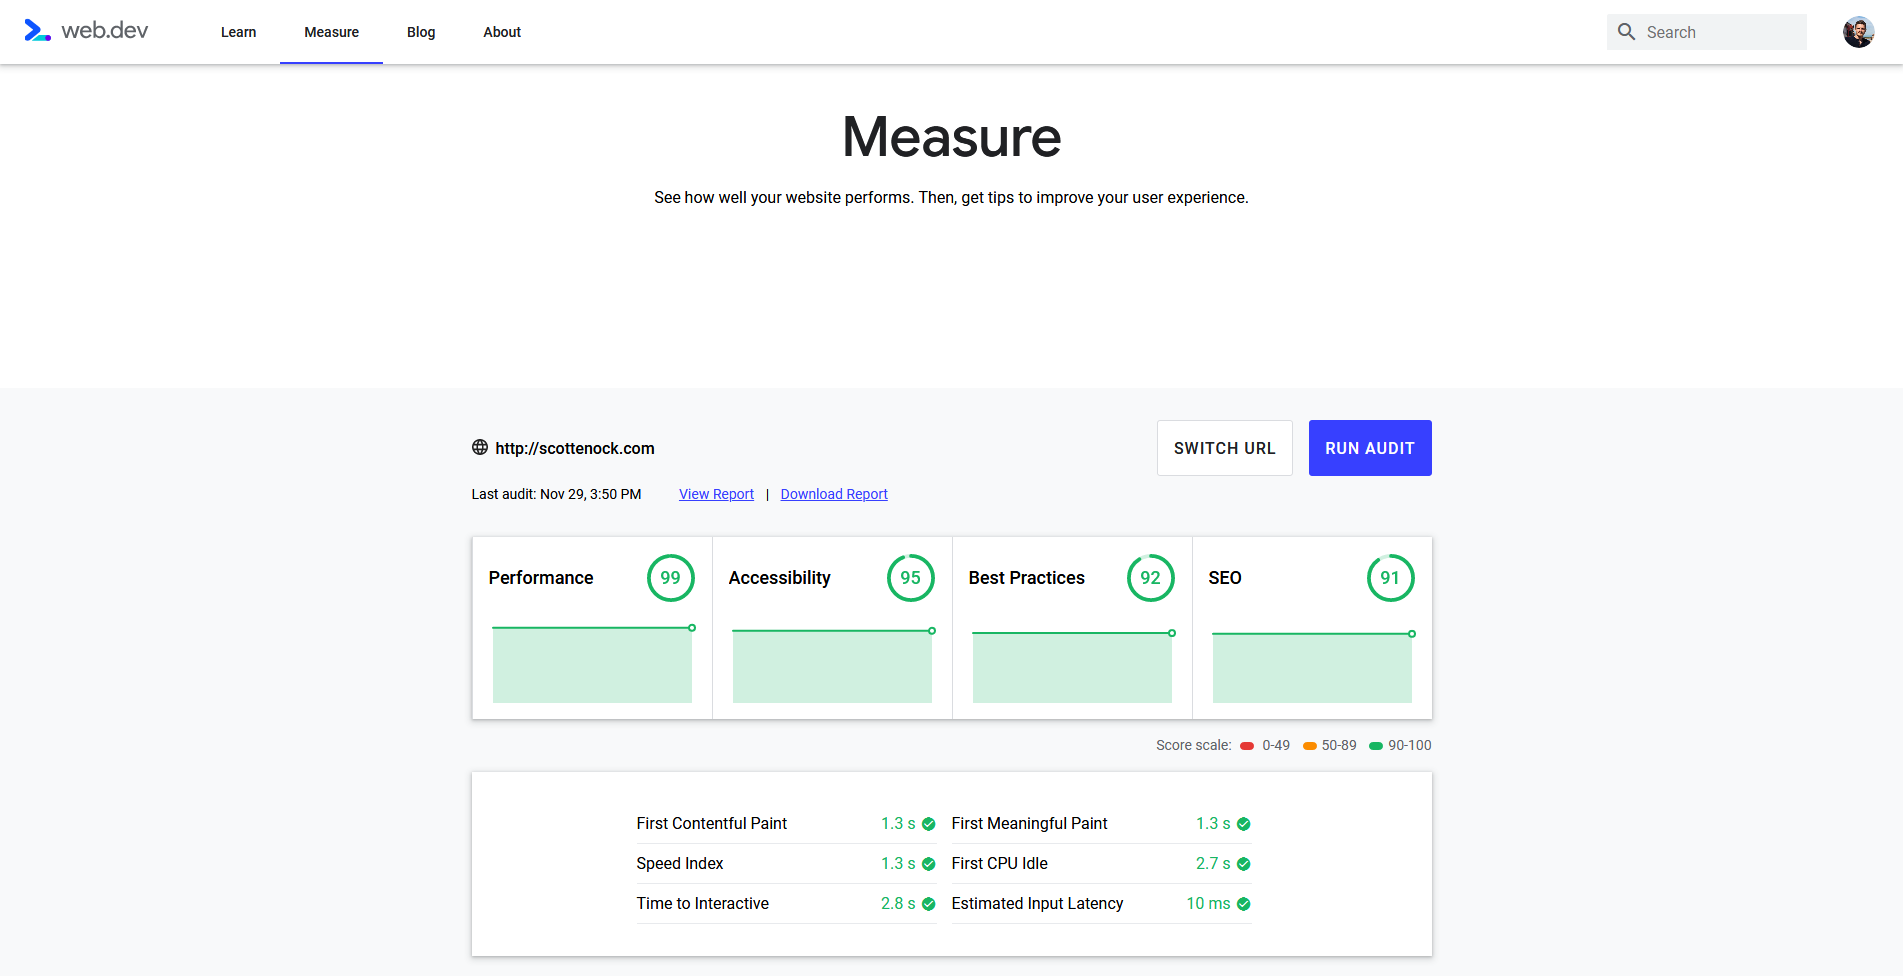 web.dev Learn Measure Blog About Search
Measure
See how well your website performs. Then, get tips to improve your user experience.
http://scottenock.com SWITCH URL RUN AUDIT
Last audit: Nov 29, 3:50 PM View Report | Download Report
Performance 99 Accessibility 95 Best Practices 92 SEO 91
Score scale: 0-49 50-89 90-100
First Contentful Paint 1.3 s First Meaningful Paint 1.3 s
Speed Index 1.3 s First CPU Idle 2.7 s
Time to Interactive 2.8 s Estimated Input Latency 10 ms